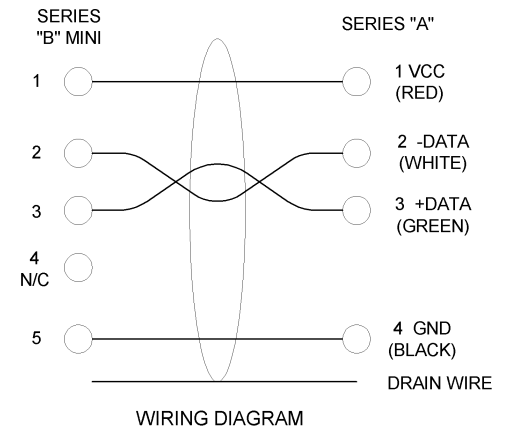 SERIES
"B" MINI
SERIES "A"
1
1 VCC
(RED)
2
2 -DATA
(WHITE)
3
3 +DATA
(GREEN)
4
N/C
5
4 GND
(BLACK)
DRAIN WIRE
WIRING DIAGRAM